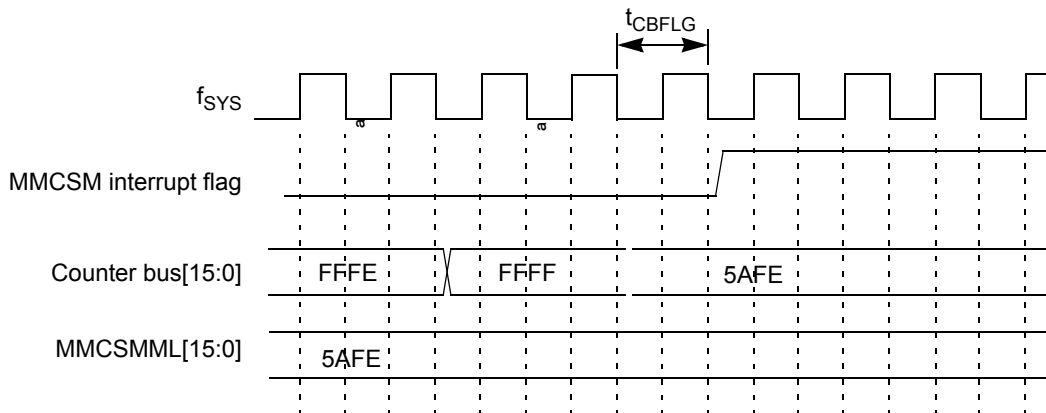 tCBFLG
fSYS
a a
MMCSM interrupt flag
Counter bus[15:0] FFFE FFFF 5AFE
MMCSMML[15:0] 5AFE